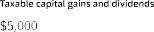 Taxable capital gains and dividends
$5,000